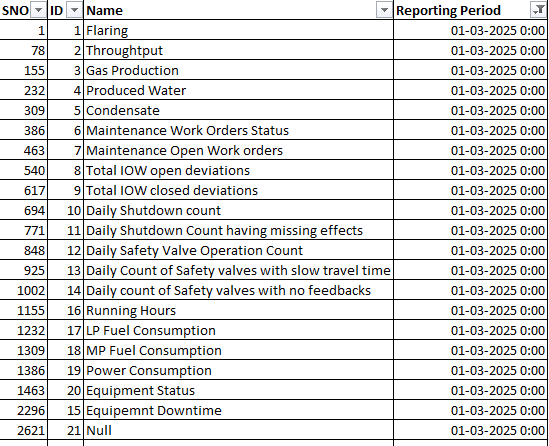 SNO ID Name Reporting Period
1 1 Flaring 01-03-2025 0:00
78 2 Throughtput 01-03-2025 0:00
155 3 Gas Production 01-03-2025 0:00
232 4 Produced Water 01-03-2025 0:00
309 5 Condensate 01-03-2025 0:00
386 6 Maintenance Work Orders Status 01-03-2025 0:00
463 7 Maintenance Open Work orders 01-03-2025 0:00
540 8 Total IOW open deviations 01-03-2025 0:00
617 9 Total IOW closed deviations 01-03-2025 0:00
694 10 Daily Shutdown count 01-03-2025 0:00
771 11 Daily Shutdown Count having missing effects 01-03-2025 0:00
848 12 Daily Safety Valve Operation Count 01-03-2025 0:00
925 13 Daily Count of Safety valves with slow travel time 01-03-2025 0:00
1002 14 Daily count of Safety valves with no feedbacks 01-03-2025 0:00
1155 16 Running Hours 01-03-2025 0:00
1232 17 LP Fuel Consumption 01-03-2025 0:00
1309 18 MP Fuel Consumption 01-03-2025 0:00
1386 19 Power Consumption 01-03-2025 0:00
1463 20 Equipment Status 01-03-2025 0:00
2296 15 Equipemnt Downtime 01-03-2025 0:00
2621 21 Null 01-03-2025 0:00